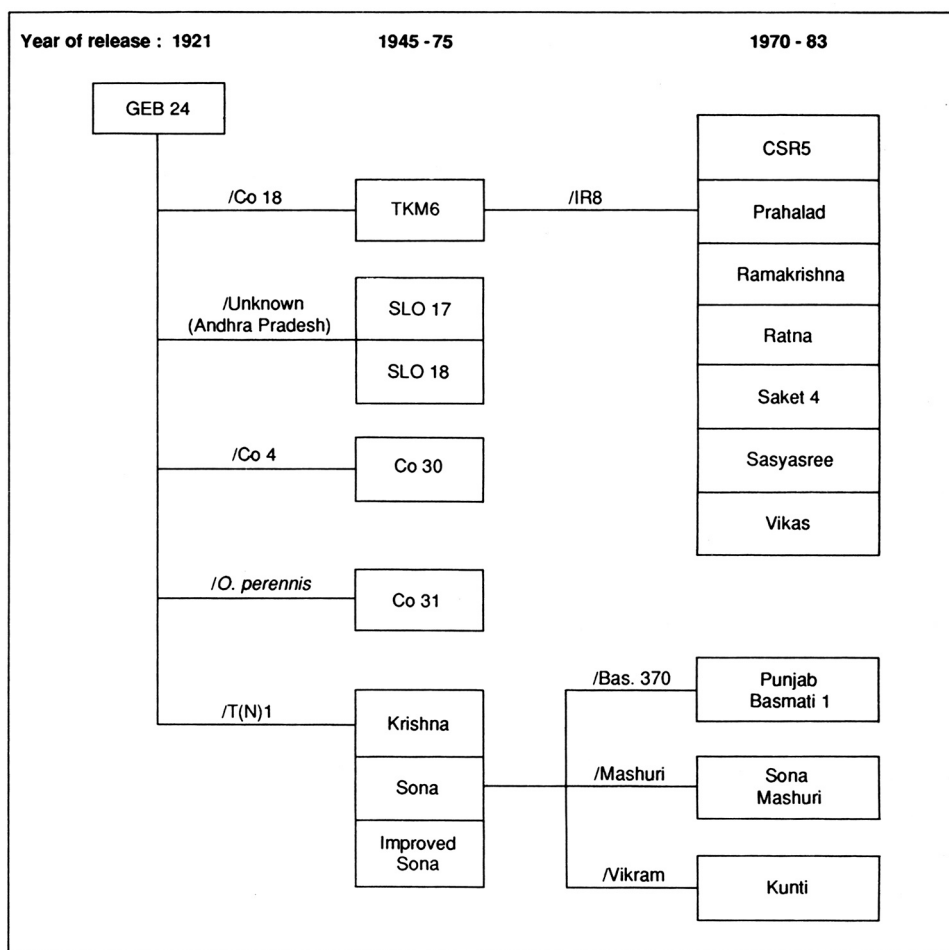 Year of release : 1921 1945 - 75 1970 - 83
GEB 24
CSR5
/Co 18
TKM6
/IR8
Prahalad
Ramakrishna
/Unknown
(Andhra Pradesh)
SLO 17
Ratna
SLO 18
Saket 4
/Co 4
Co 30
Sasyasree
Vikas
/O. perennis
Co 31
/Bas. 370
Punjab
Basmati 1
/T(N)1
Krishna
/Mashuri
Sona
Sona
Mashuri
Improved
Sona
/Vikram
Kunti